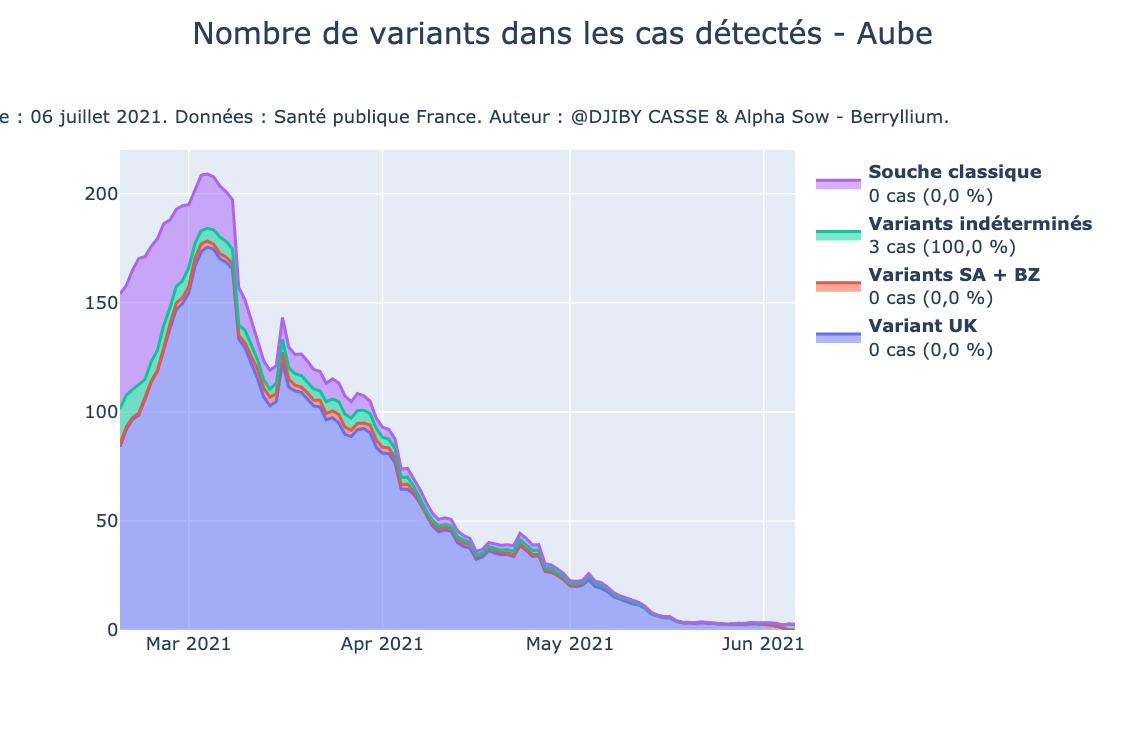 Nombre de variants dans les cas détectés - Aube
e : 06 juillet 2021. Données : Santé publique France. Auteur : @DJIBY CASSE & Alpha Sow - Berryllium.
Souche classique
0 cas (0,0 %)
Variants indéterminés
3 cas (100,0 %)
Variants SA + BZ
0 cas (0,0 %)
Variant UK
0 cas (0,0 %)
200
150
100
50
0
Mar 2021
Apr 2021
May 2021
Jun 2021